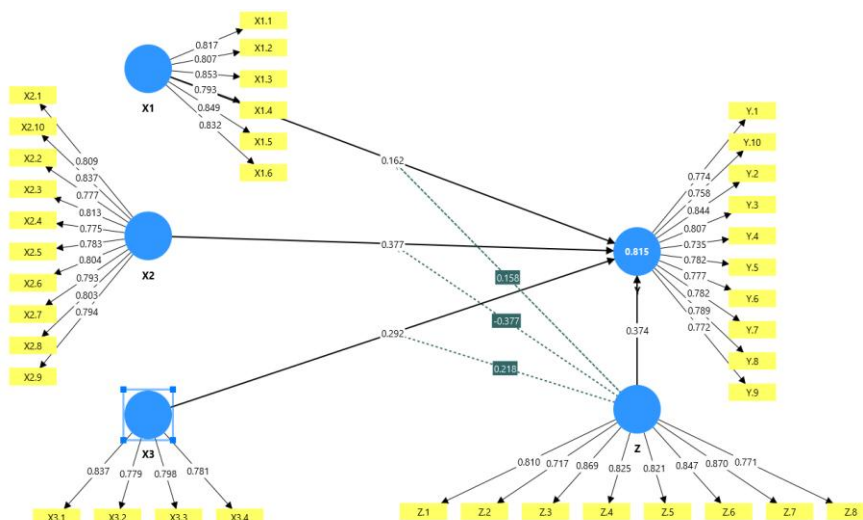 X1.1
0.817
X1.2
0.807
X1.3
0.853
X1.4
0.793
X1.5
0.849
X1.6
0.832
X1
X2.1
0.809
X2.10
0.837
X2.2
0.777
X2.3
0.813
X2.4
0.775
X2.5
0.783
X2.6
0.804
X2.7
0.793
X2.8
0.803
X2.9
0.794
X2
0.162
0.377
0.292
0.158
-0.377
0.218
0.815
Y
0.374
Y.1
0.774
Y.10
0.758
Y.2
0.844
Y.3
0.807
Y.4
0.735
Y.5
0.782
Y.6
0.777
Y.7
0.782
Y.8
0.789
Y.9
0.772
X3
0.837 0.779 0.798 0.781
X3.1 X3.2 X3.3 X3.4
Z
0.810 0.717 0.869 0.825 0.821 0.847 0.870 0.771
Z.1 Z.2 Z.3 Z.4 Z.5 Z.6 Z.7 Z.8